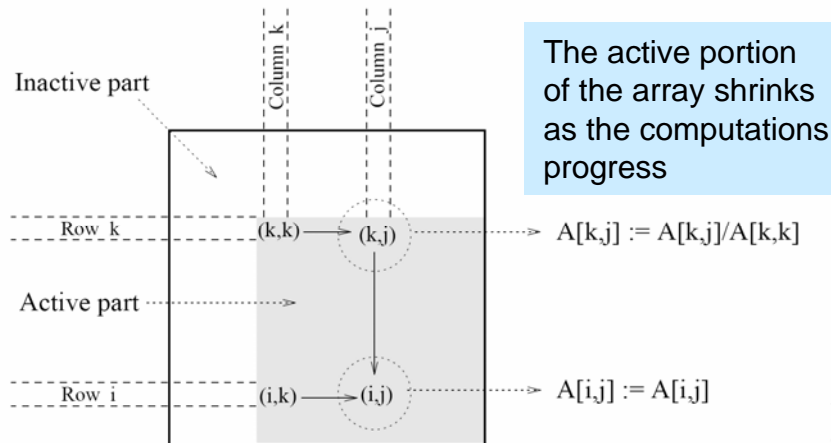 Column k
Column j
The active portion
of the array shrinks
as the computations
progress
Inactive part
Row k
(k,k)
(k,j)
A[k,j] := A[k,j]/A[k,k]
Active part
Row i
(i,k)
(i,j)
A[i,j] := A[i,j]